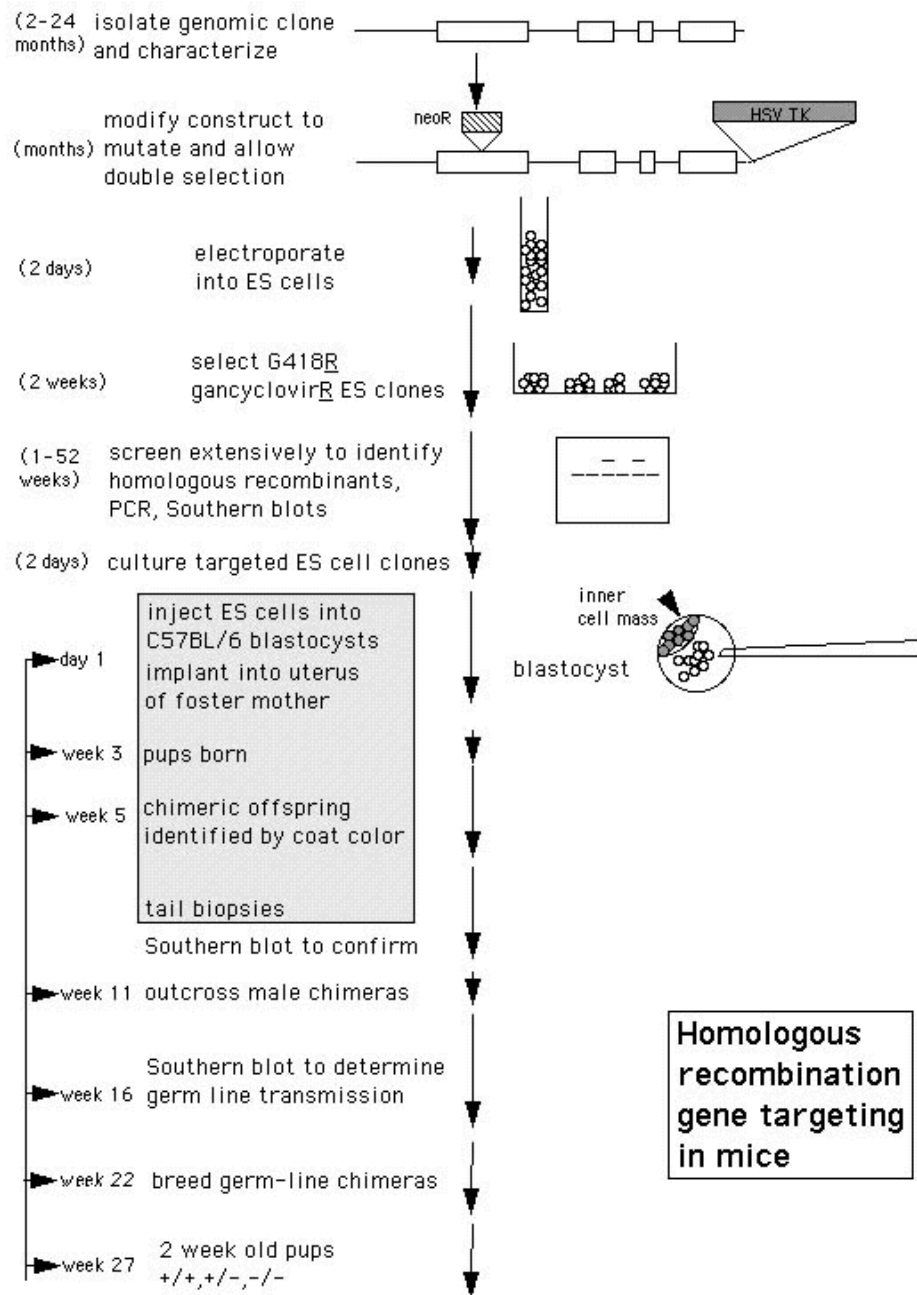 (2-24 months) isolate genomic clone
and characterize
neoR
HSV TK
(months) modify construct to
mutate and allow
double selection
(2 days) electroporate
into ES cells
(2 weeks) select G418R
gancyclovirR ES clones
(1-52 weeks) screen extensively to identify
homologous recombinants,
PCR, Southern blots
(2 days) culture targeted ES cell clones
inner
cell mass
blastocyst
inject ES cells into
C57BL/6 blastocysts
day 1 implant into uterus
of foster mother
week 3 pups born
week 5 chimeric offspring
identified by coat color
tail biopsies
Southern blot to confirm
week 11 outcross male chimeras
Southern blot to determine
week 16 germ line transmission
week 22 breed germ-line chimeras
week 27 2 week old pups
+/+,+/-,-/-
Homologous
recombination
gene targeting
in mice